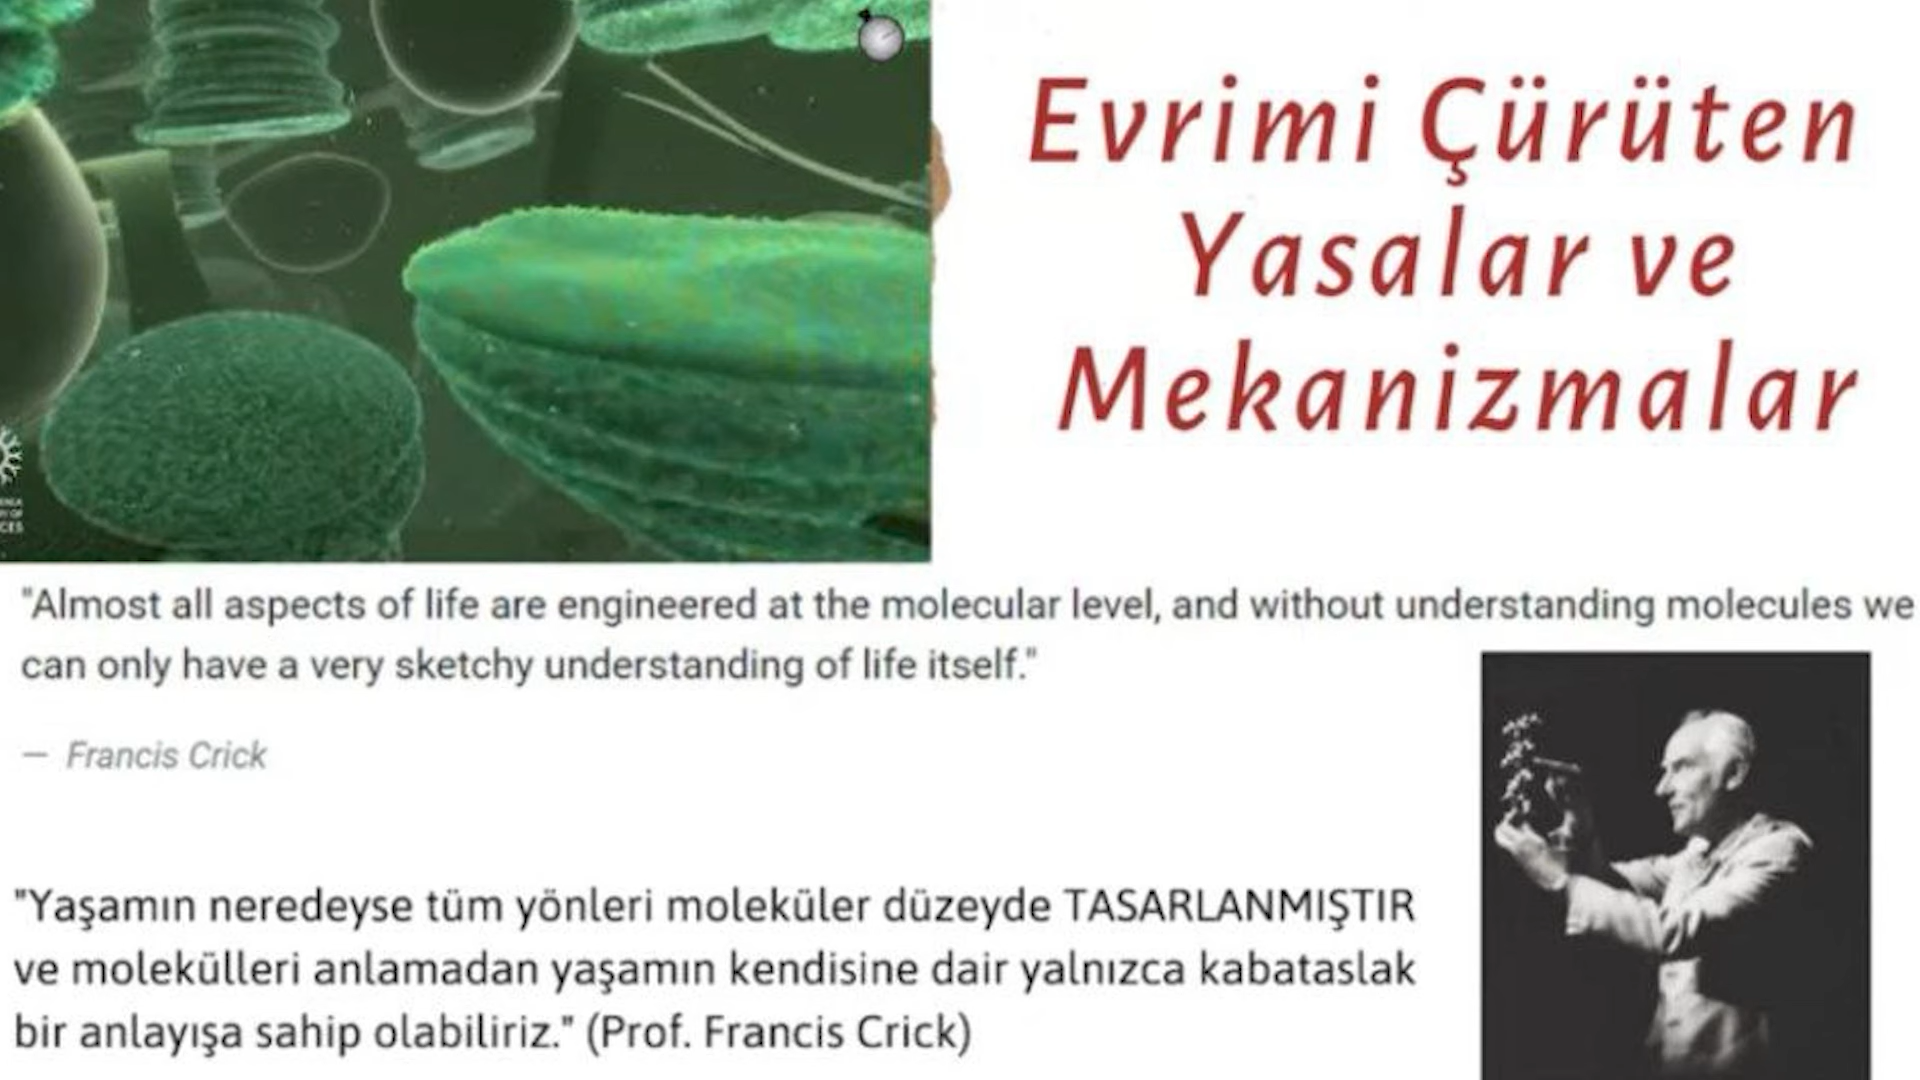 Evrimi Çürüten
Yasalar ve
Mekanizmalar
"Almost all aspects of life are engineered at the molecular level, and without understanding molecules we
can only have a very sketchy understanding of life itself."
— Francis Crick
"Yaşamın neredeyse tüm yönleri moleküler düzeyde TASARLANMIŞTIR
ve molekülleri anlamadan yaşamın kendisine dair yalnızca kabataslak
bir anlayışa sahip olabiliriz." (Prof. Francis Crick)